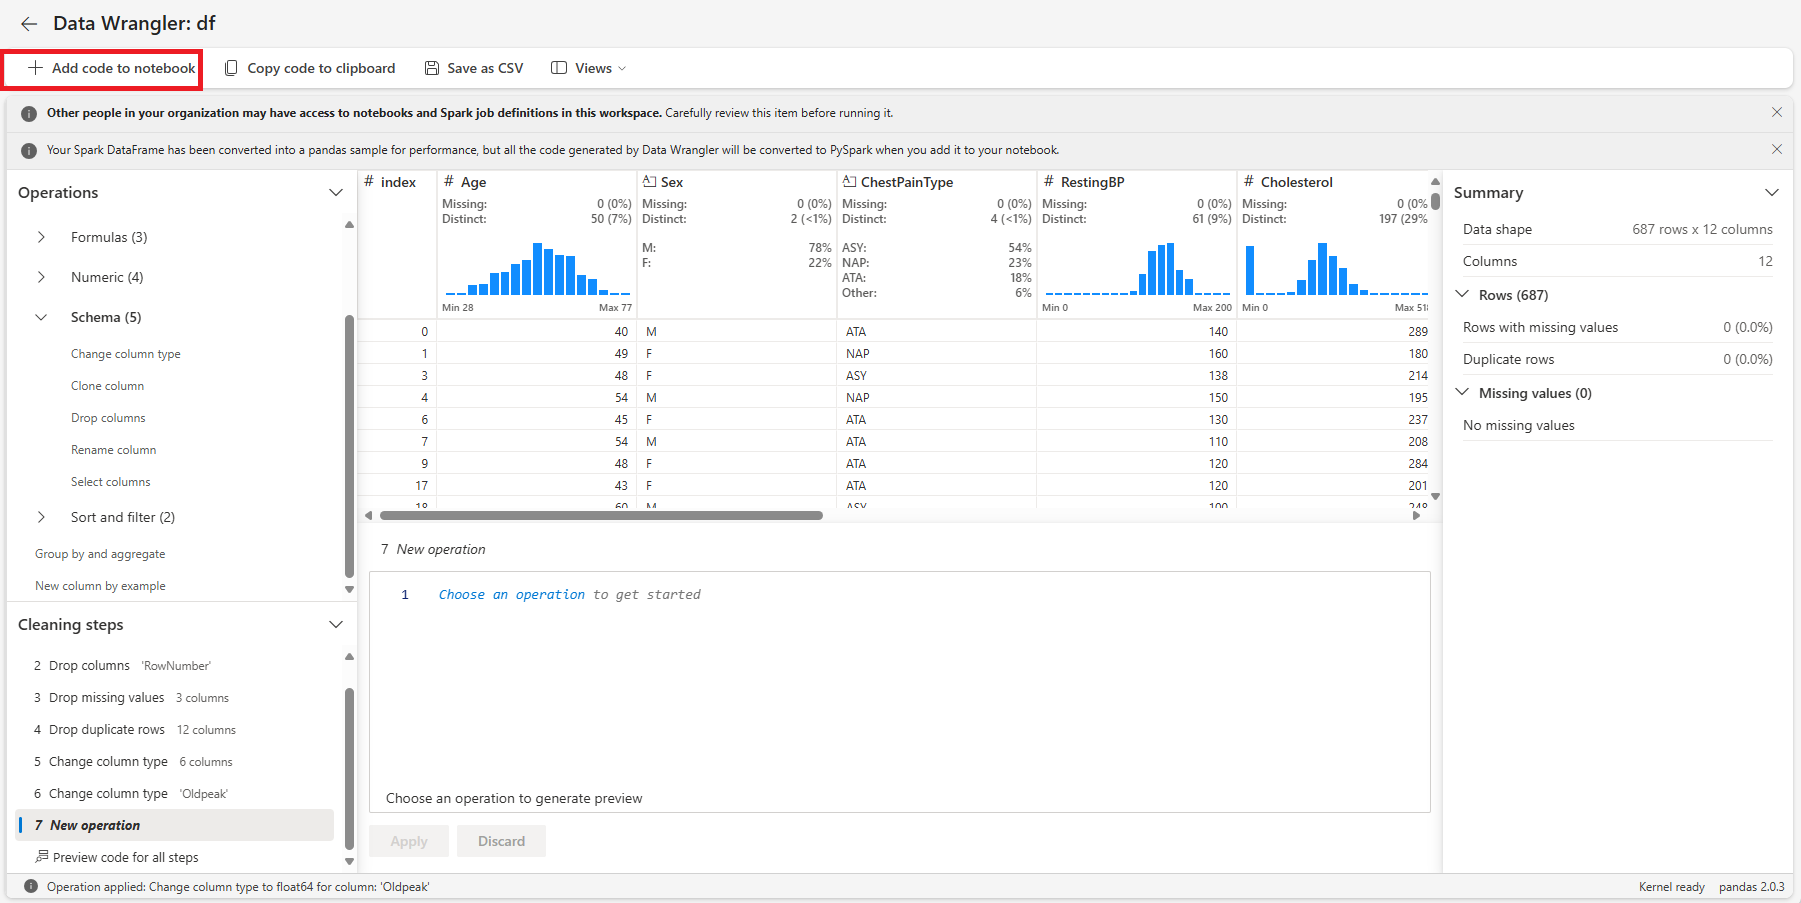 Data Wrangler: df
Add code to notebook
Copy code to clipboard
Save as CSV
Views
Other people in your organization may have access to notebooks and Spark job definitions in this workspace. Carefully review this item before running it.
Your Spark DataFrame has been converted into a pandas sample for performance, but all the code generated by Data Wrangler will be converted to PySpark when you add it to your notebook.
Operations
Formulas (3)
Numeric (4)
Schema (5)
Change column type
Clone column
Drop columns
Rename column
Select columns
Sort and filter (2)
Group by and aggregate
New column by example
Cleaning steps
2 Drop columns 'RowNumber'
3 Drop missing values 3 columns
4 Drop duplicate rows 12 columns
5 Change column type 6 columns
6 Change column type 'Oldpeak'
7 New operation
Preview code for all steps
# index
# Age
Missing: 0 (0%)
Distinct: 50 (7%)
Min 28 Max 77
Sex
Missing: 0 (0%)
Distinct: 2 (<1%)
M: 78%
F: 22%
ChestPainType
Missing: 0 (0%)
Distinct: 4 (<1%)
ASY: 54%
NAP: 23%
ATA: 18%
Other: 6%
# RestingBP
Missing: 0 (0%)
Distinct: 61 (9%)
Min 0 Max 200
# Cholesterol
Missing: 0 (0%
Distinct: 197 (29%
Min 0 Max 518
0 40 M ATA 140 289
1 49 F NAP 160 180
3 48 F ASY 138 214
4 54 M NAP 150 195
6 45 F ATA 130 237
7 54 M ATA 110 208
9 48 F ATA 120 284
17 43 F ATA 120 201
18 60 M ASY 100 248
7 New operation
1 Choose an operation to get started
Choose an operation to generate preview
Apply
Discard
Summary
Data shape 687 rows x 12 columns
Columns 12
Rows (687)
Rows with missing values 0 (0.0%)
Duplicate rows 0 (0.0%)
Missing values (0)
No missing values
Operation applied: Change column type to float64 for column: 'Oldpeak'
Kernel ready
pandas 2.0.3